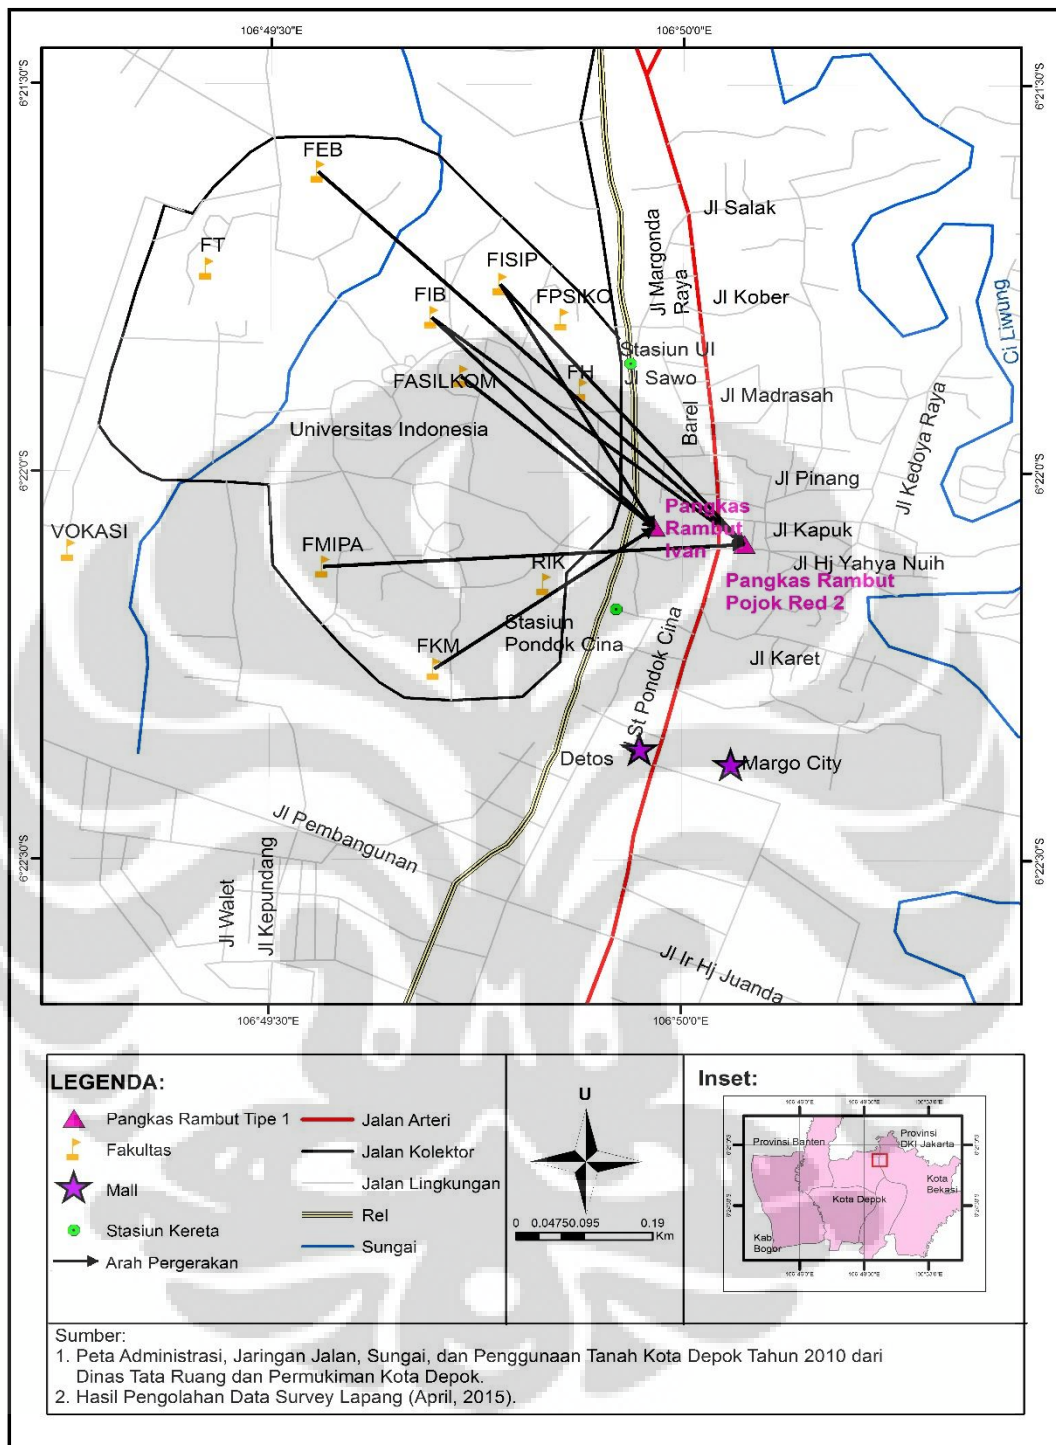 106°49'30"E
106°50'0"E
6°21'30"S
6°21'30"S
FEB
Jl Salak
FT
FISIP
Jl Margonda
Raya
FIB
FPSIKO
Jl Kober
Ci Liwung
Stasiun UI
FASILKOM
FH
Jl Sawo
Jl Madrasah
Barel
Universitas Indonesia
Jl Kedoya Raya
6°22'0"S
6°22'0"S
Jl Pinang
Pangkas
Rambut
Ivan
VOKASI
Jl Kapuk
FMIPA
RIK
Jl Hj Yahya Nuih
Pangkas Rambut
Pojok Red 2
Stasiun
Pondok Cina
FKM
St Pondok Cina
Jl Karet
Detos
Margo City
Jl Pembangunan
6°22'30"S
6°22'30"S
Jl Walet
Jl Kepundang
Jl Ir Hj Juanda
106°49'30"E
106°50'0"E
LEGENDA:
Pangkas Rambut Tipe 1
Fakultas
Mall
Stasiun Kereta
Arah Pergerakan
Jalan Arteri
Jalan Kolektor
Jalan Lingkungan
Rel
Sungai
U
0 0.04750.095 0.19
Km
Inset:
Provinsi Banten
Provinsi
DKI Jakarta
Kota
Bekasi
Kota Depok
Kab.
Bogor
Sumber:
1. Peta Administrasi, Jaringan Jalan, Sungai, dan Penggunaan Tanah Kota Depok Tahun 2010 dari
Dinas Tata Ruang dan Permukiman Kota Depok.
2. Hasil Pengolahan Data Survey Lapang (April, 2015).